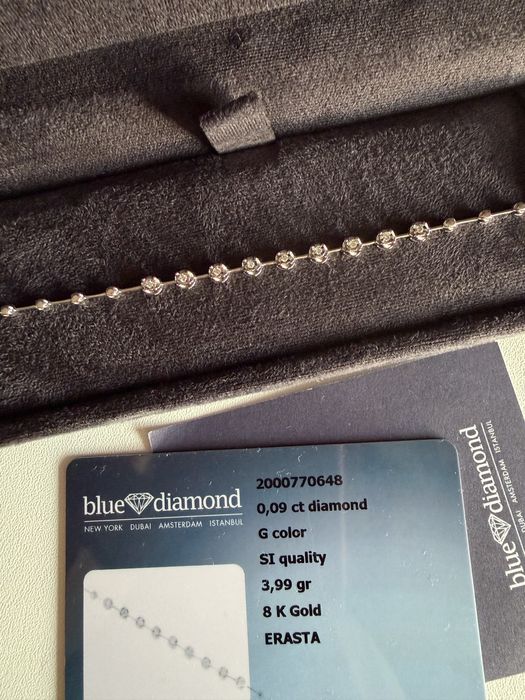 blue diamond
NEW YORK DUBAI AMSTERDAM ISTANBUL
2000770648
0,09 ct diamond
G color
SI quality
3,99 gr
8 K Gold
ERASTA
blue diamond
DUBAI AMSTERDAM ISTANBUL